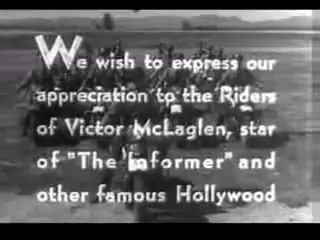 We wish to express our
appreciation to the Riders
of Victor McLaglen, star
of "The Informer" and
other famous Hollywood